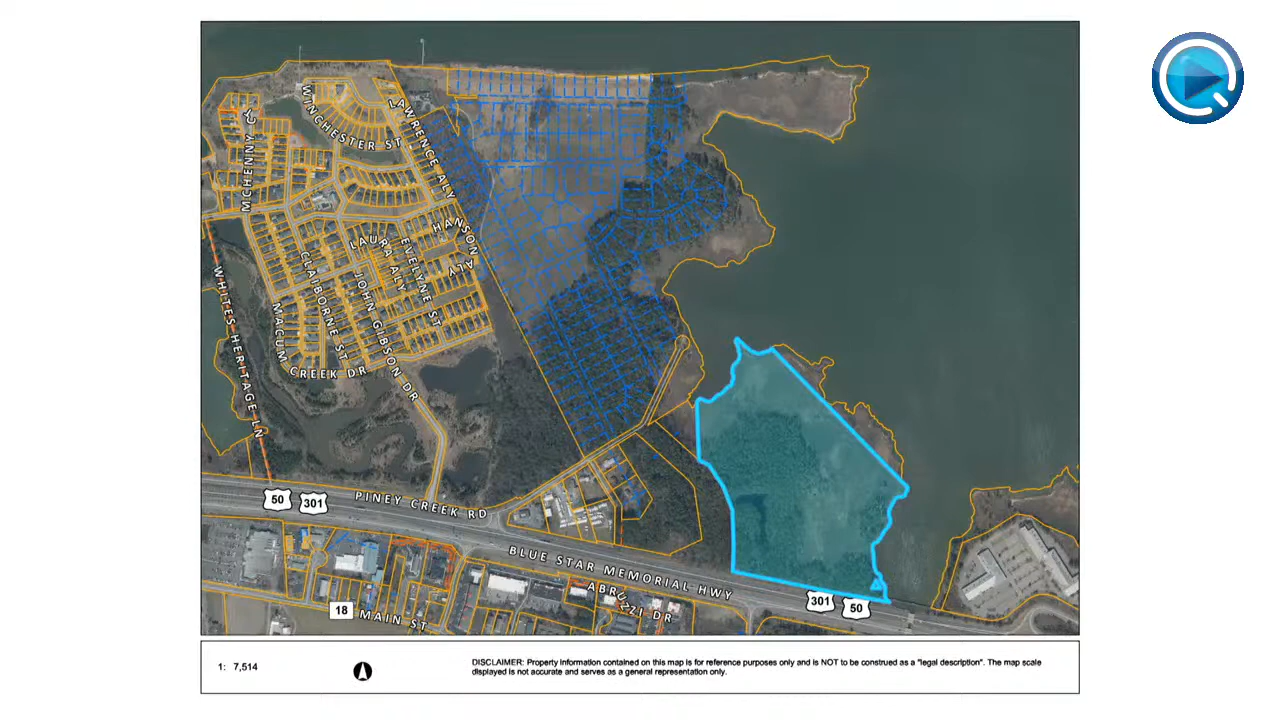 WINCHESTER ST
LAWRENCE ALY
MCHENNY CV
HANSON ALY
LAURA ALY
EVELYNE ST
CLAIBORNE ST
JOHN GIBSON DR
WHITES HERITAGE LN
MACUM CREEK DR
50
301
PINEY CREEK RD
BLUE STAR MEMORIAL HWY
ABRUZZI DR
301
50
18
MAIN ST
1: 7,514
DISCLAIMER: Property Information contained on this map is for reference purposes only and is NOT to be construed as a "legal description". The map scale
displayed is not accurate and serves as a general representation only.